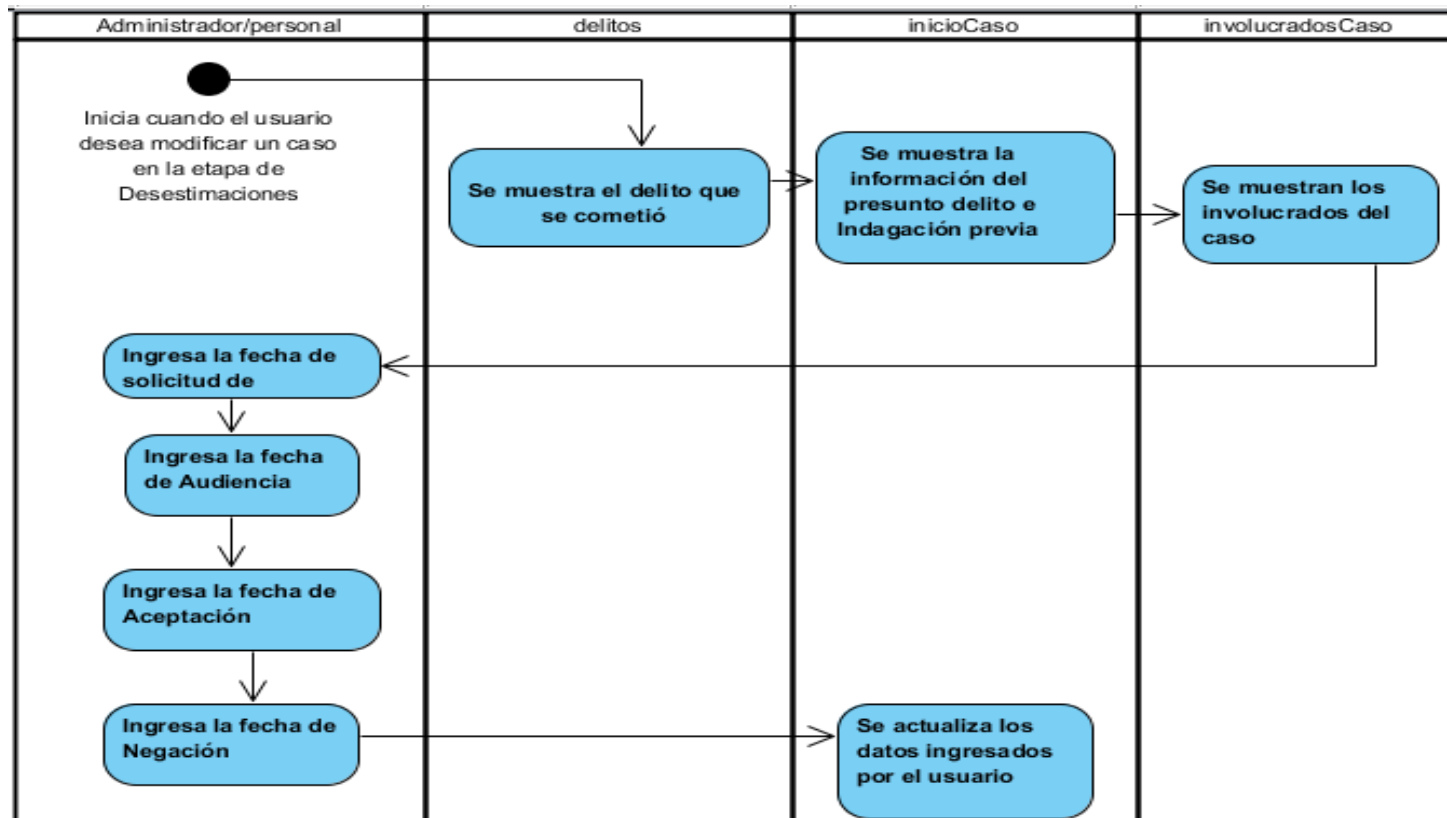 Administrador/personal
delitos
inicioCaso
involucradosCaso
Inicia cuando el usuario
desea modificar un caso
en la etapa de
Desestimaciones
Se muestra el delito que
se cometió
Se muestra la
información del
presunto delito e
Indagación previa
Se muestran los
involucrados del
caso
Ingresa la fecha de
solicitud de
Ingresa la fecha
de Audiencia
Ingresa la fecha de
Aceptación
Ingresa la fecha de
Negación
Se actualiza los
datos ingresados
por el usuario